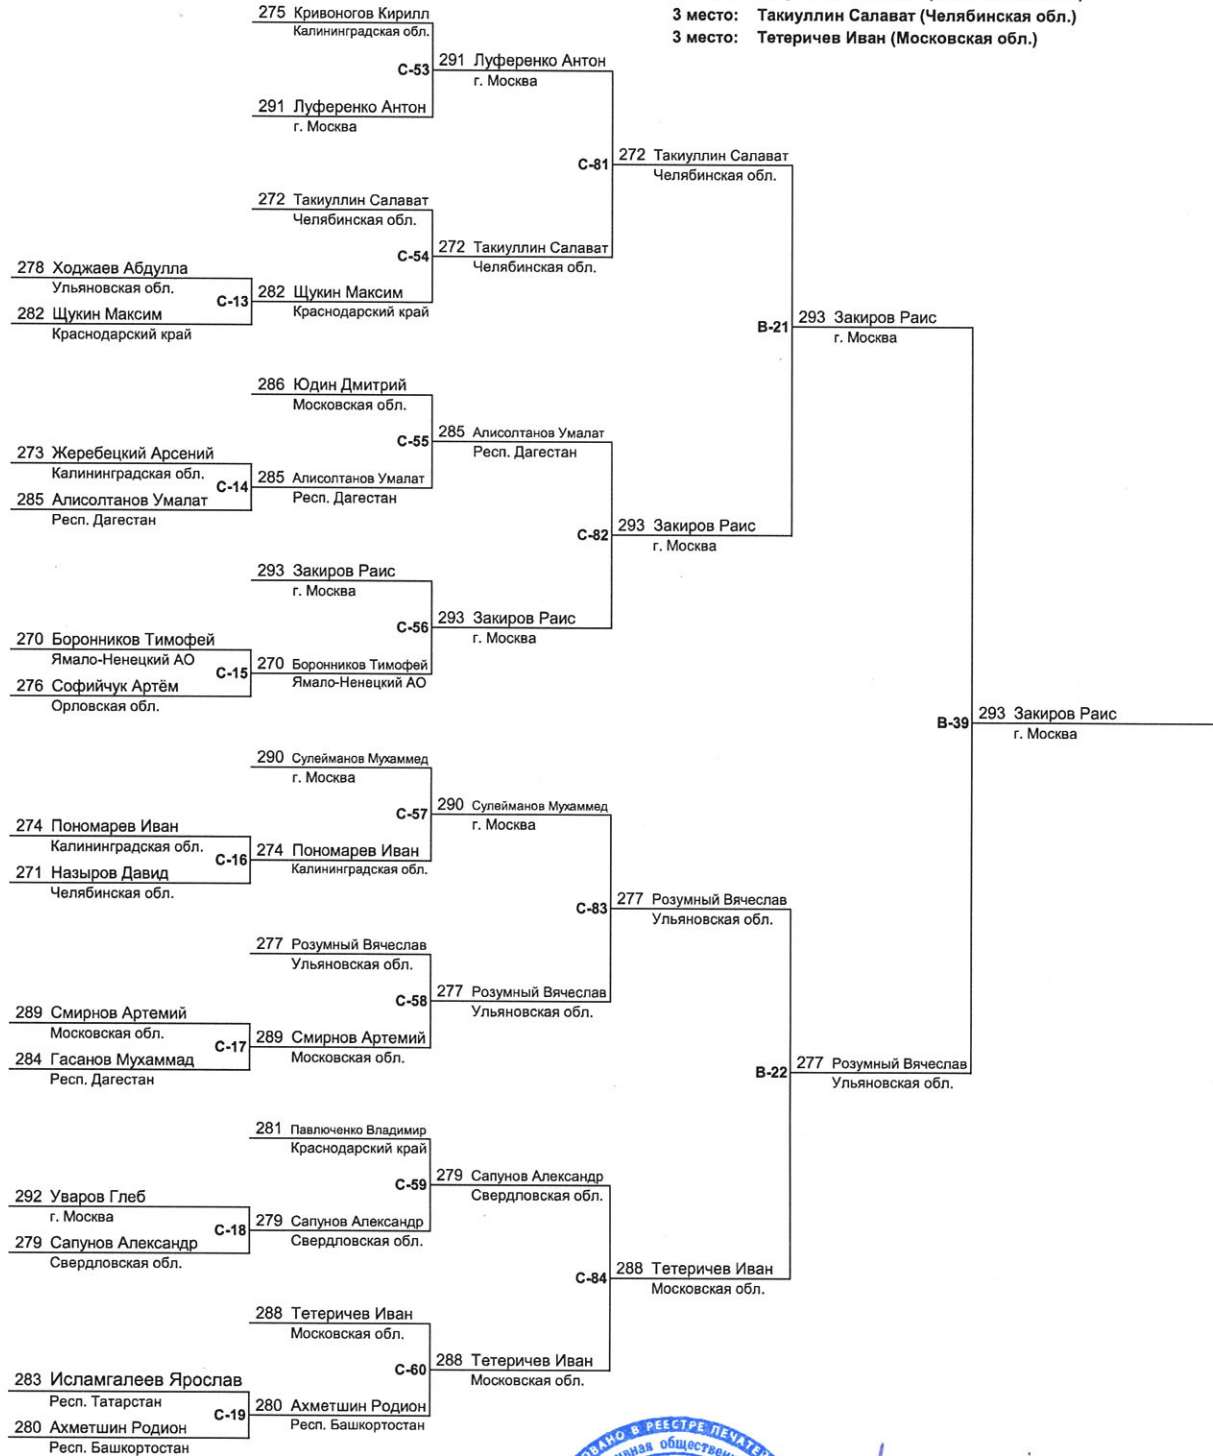 3 место: Такиуллин Салават (Челябинская обл.)
3 место: Тетеричев Иван (Московская обл.)
275 Кривоногов Кирилл
Калининградская обл.
С-53
291 Луференко Антон
г. Москва
291 Луференко Антон
г. Москва
С-81
272 Такиуллин Салават
Челябинская обл.
272 Такиуллин Салават
Челябинская обл.
С-54
272 Такиуллин Салават
Челябинская обл.
278 Ходжаев Абдулла
Ульяновская обл.
С-13
282 Щукин Максим
Краснодарский край
282 Щукин Максим
Краснодарский край
В-21
293 Закиров Раис
г. Москва
286 Юдин Дмитрий
Московская обл.
С-55
285 Алисолтанов Умалат
Респ. Дагестан
273 Жеребецкий Арсений
Калининградская обл.
С-14
285 Алисолтанов Умалат
Респ. Дагестан
285 Алисолтанов Умалат
Респ. Дагестан
С-82
293 Закиров Раис
г. Москва
293 Закиров Раис
г. Москва
С-56
293 Закиров Раис
г. Москва
270 Боронников Тимофей
Ямало-Ненецкий АО
С-15
270 Боронников Тимофей
Ямало-Ненецкий АО
276 Софийчук Артём
Орловская обл.
В-39
293 Закиров Раис
г. Москва
290 Сулейманов Мухаммед
г. Москва
С-57
290 Сулейманов Мухаммед
г. Москва
274 Пономарев Иван
Калининградская обл.
С-16
274 Пономарев Иван
Калининградская обл.
271 Назыров Давид
Челябинская обл.
С-83
277 Розумный Вячеслав
Ульяновская обл.
277 Розумный Вячеслав
Ульяновская обл.
С-58
277 Розумный Вячеслав
Ульяновская обл.
289 Смирнов Артемий
Московская обл.
С-17
289 Смирнов Артемий
Московская обл.
284 Гасанов Мухаммад
Респ. Дагестан
В-22
277 Розумный Вячеслав
Ульяновская обл.
281 Павлюченко Владимир
Краснодарский край
С-59
279 Сапунов Александр
Свердловская обл.
292 Уваров Глеб
г. Москва
С-18
279 Сапунов Александр
Свердловская обл.
279 Сапунов Александр
Свердловская обл.
С-84
288 Тетеричев Иван
Московская обл.
288 Тетеричев Иван
Московская обл.
С-60
288 Тетеричев Иван
Московская обл.
283 Исламгалеев Ярослав
Респ. Татарстан
С-19
280 Ахметшин Родион
Респ. Башкортостан
280 Ахметшин Родион
Респ. Башкортостан
В РЕЕСТРЕ